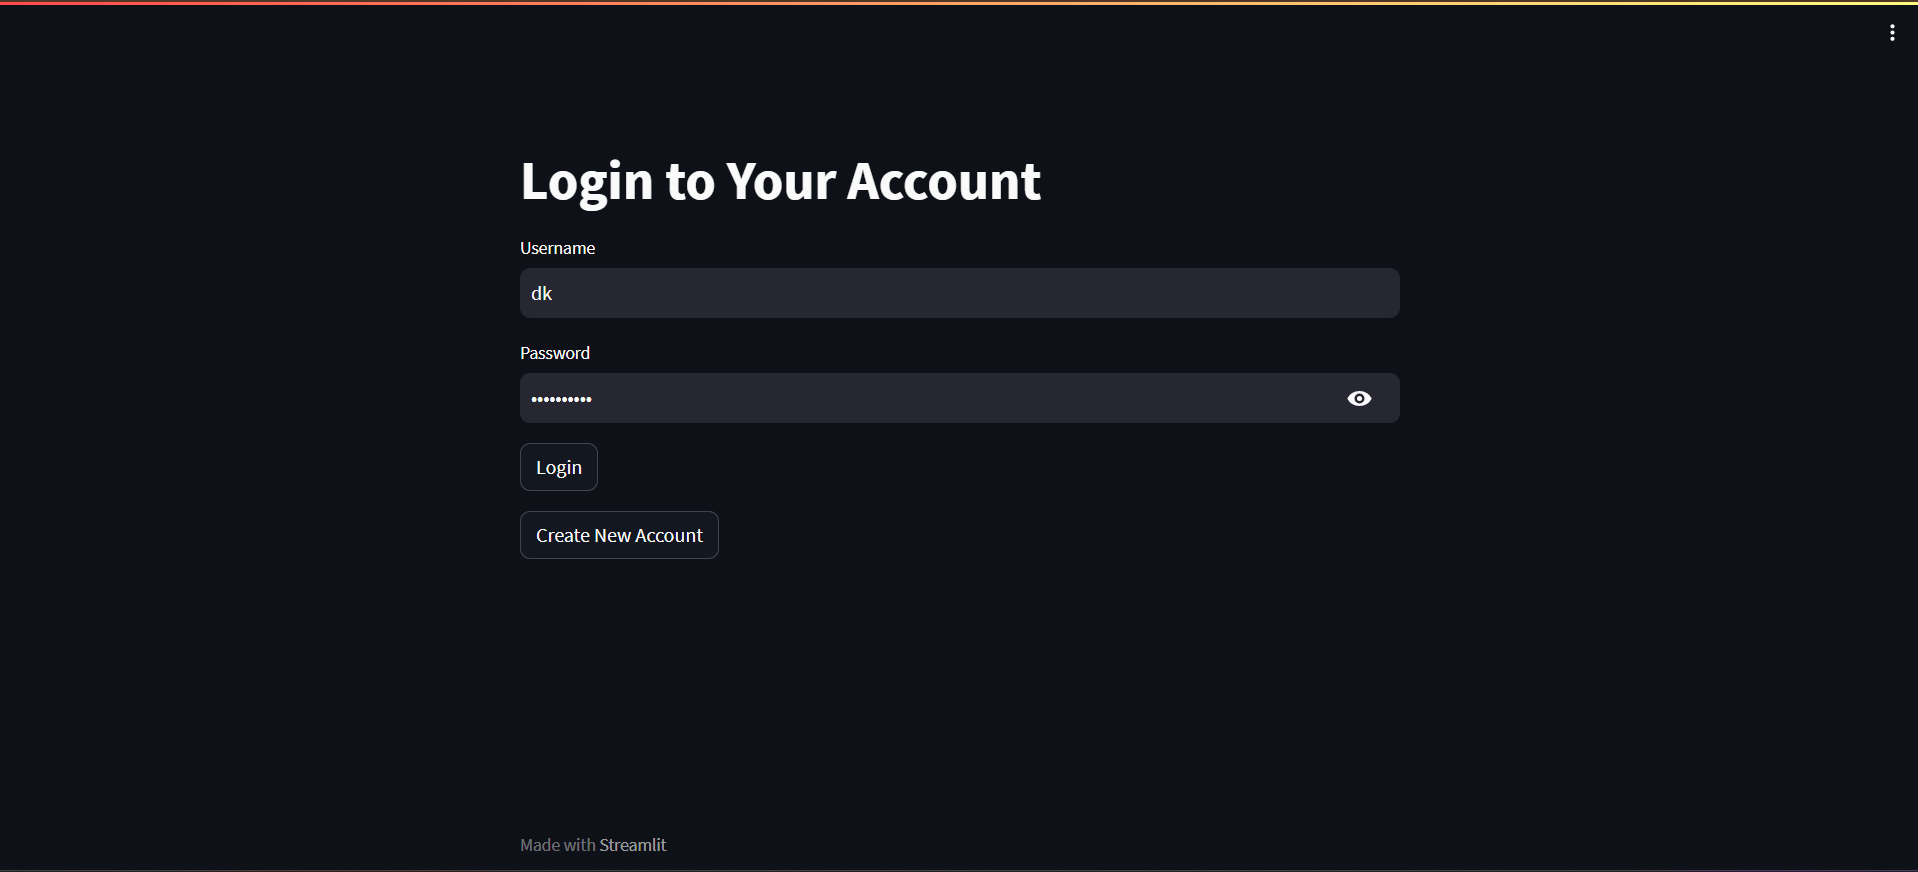 Login to Your Account
Username
dk
Password
••••••••••
Login
Create New Account
Made with Streamlit